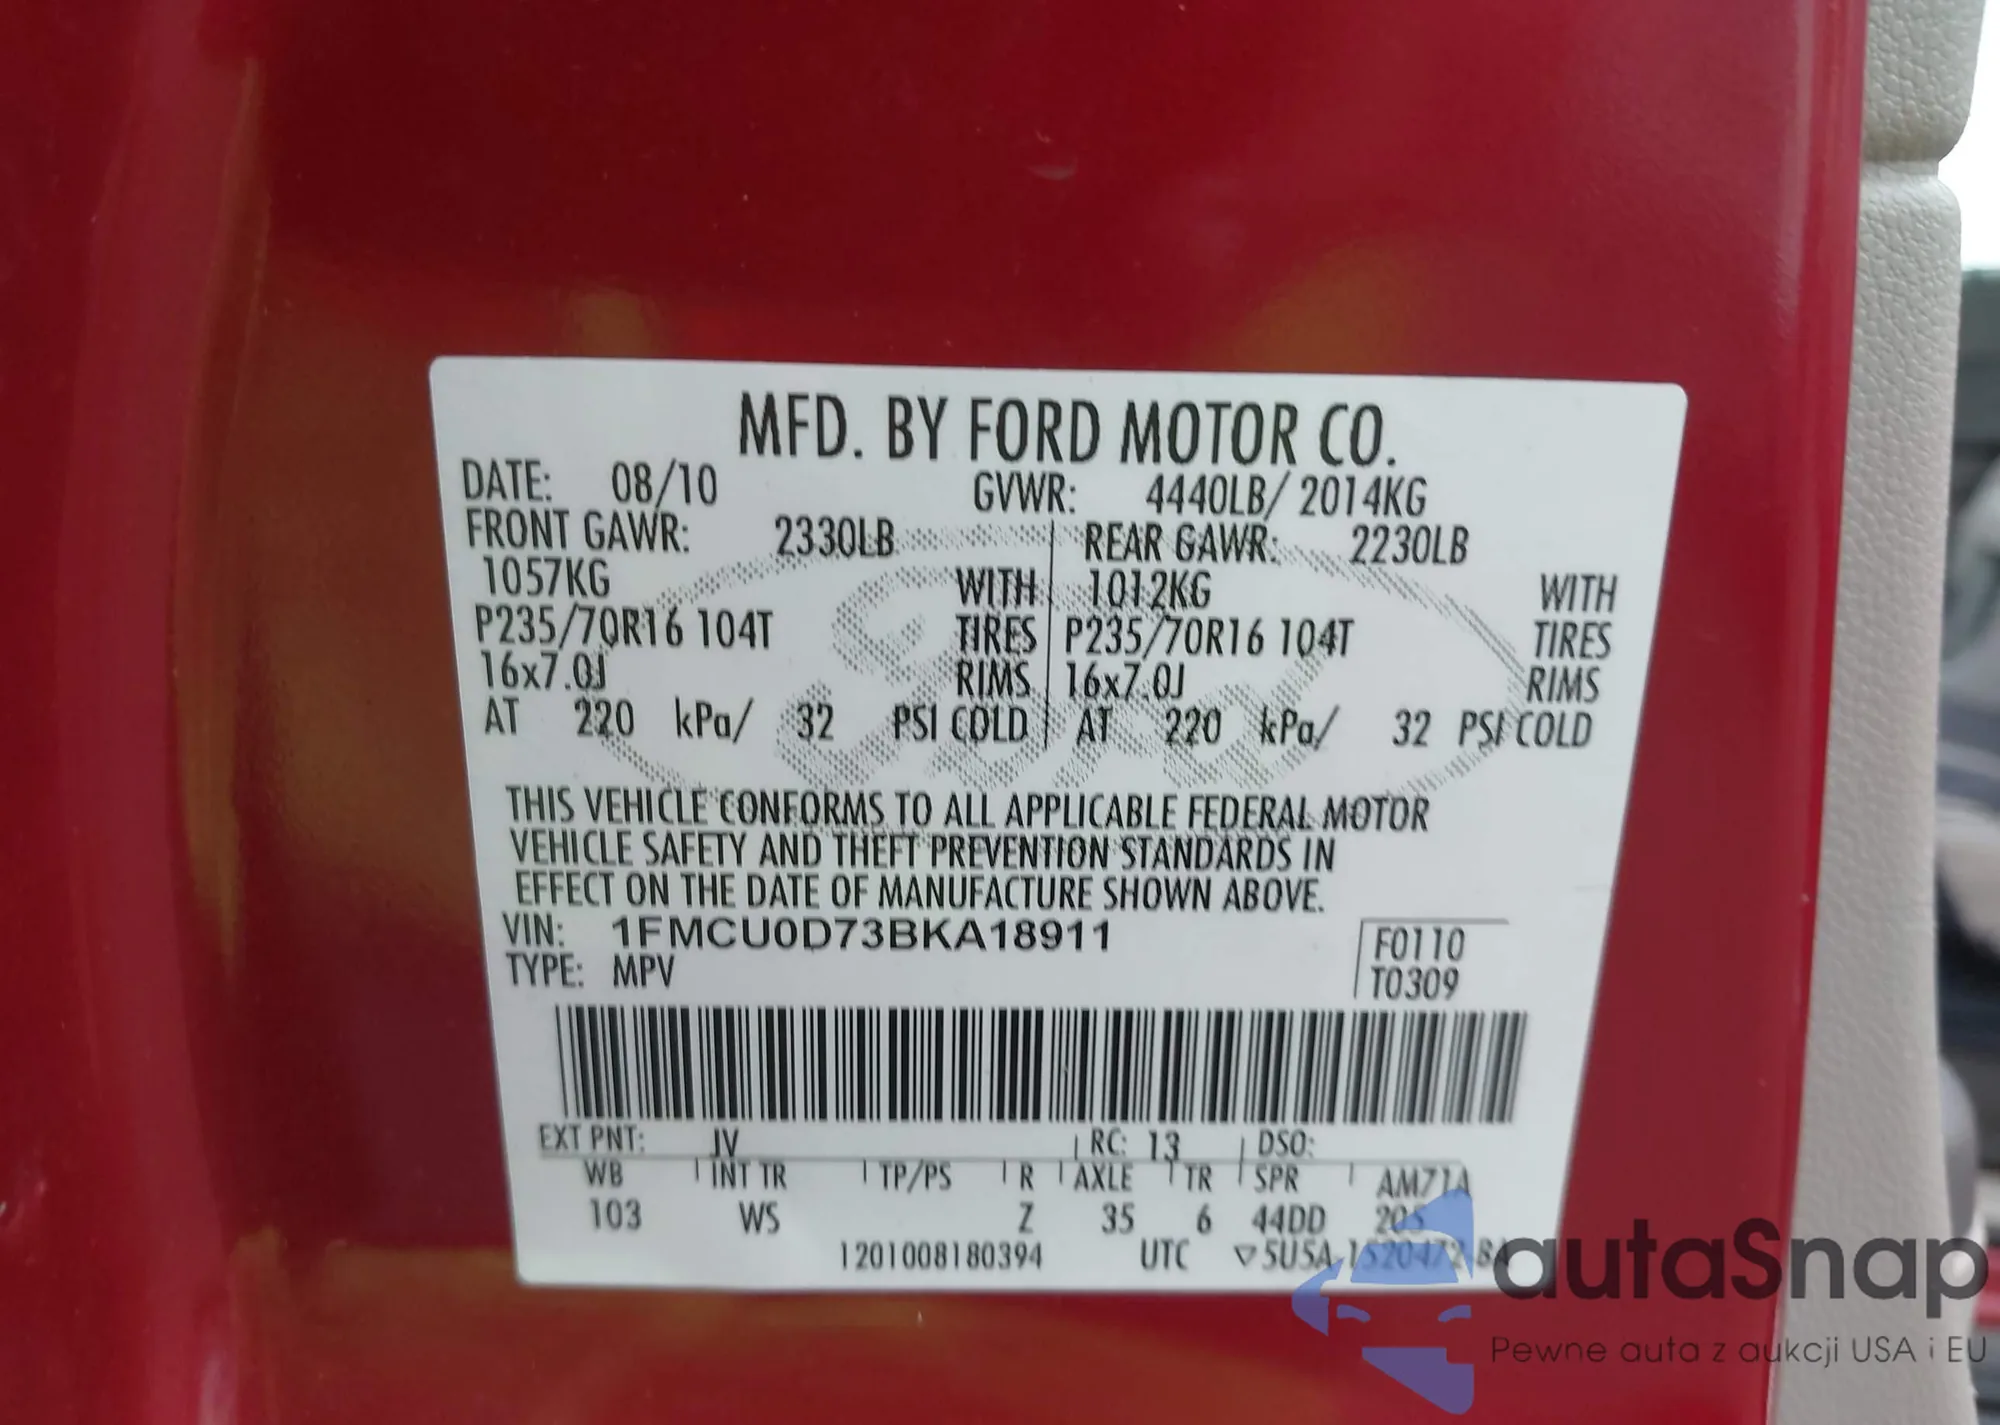 MFD. BY FORD MOTOR CO.
DATE: 08/10 GVWR: 4440LB/ 2014KG
FRONT GAWR: 2330LB REAR GAWR: 2230LB
1057KG WITH 1012KG WITH
P235/70R16 104T TIRES P235/70R16 104T TIRES
16x7.0J RIMS 16x7.0J RIMS
AT 220 kPa/ 32 PSI COLD AT 220 kPa/ 32 PSI COLD
THIS VEHICLE CONFORMS TO ALL APPLICABLE FEDERAL MOTOR
VEHICLE SAFETY AND THEFT PREVENTION STANDARDS IN
EFFECT ON THE DATE OF MANUFACTURE SHOWN ABOVE.
VIN: 1FMCU0D73BKA18911 F0110
TYPE: MPV T0309
EXT PNT: JV RC: 13 DSO:
WB INT TR TP/PS R AXLE TR SPR AM71A
103 WS Z 35 6 44DD 205
1201008180394 UTC ▽5U5A-1520472-BA
autaSnap
Pewne auta z aukcji USA i EU